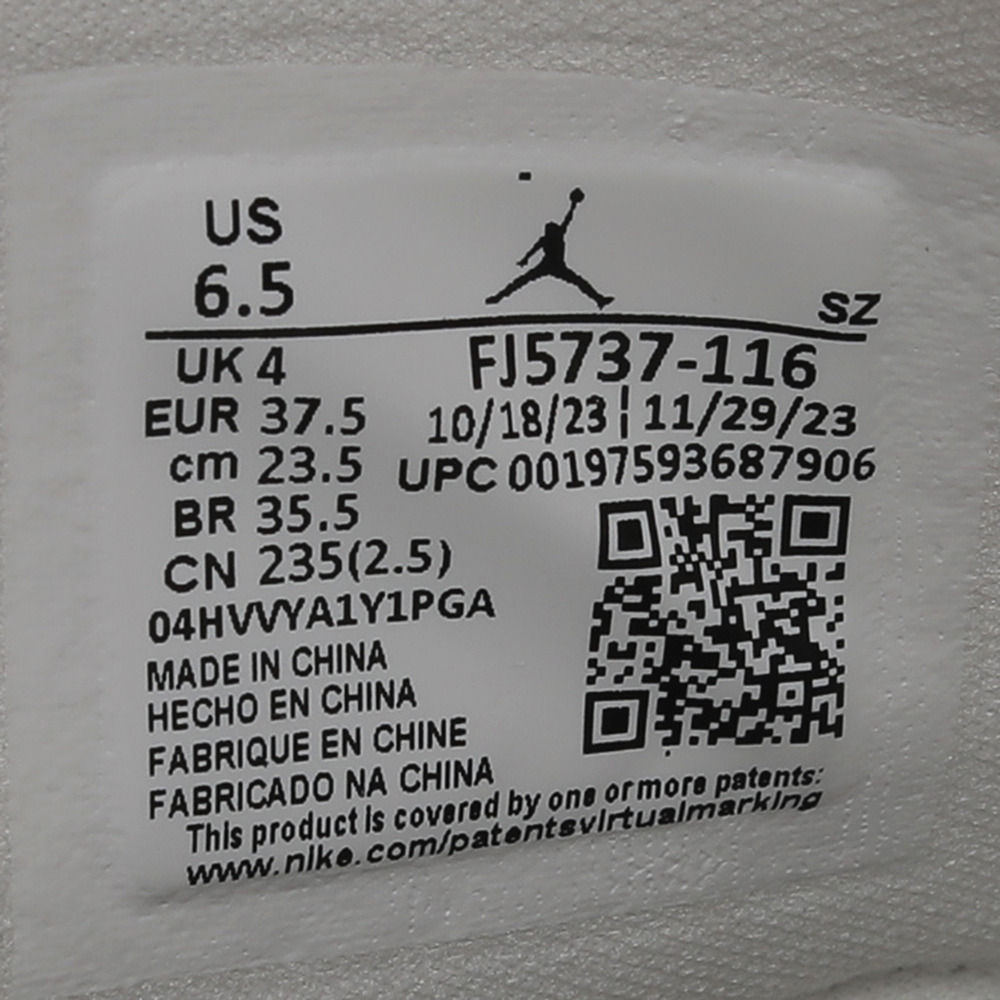 US
6.5
SZ
UK 4
FJ5737-116
EUR 37.5
10/18/23 | 11/29/23
cm 23.5
UPC 001975936879​06
BR 35.5
CN 235(2.5)
04HVVYA1Y1PGA
MADE IN CHINA
HECHO EN CHINA
FABRIQUE EN CHINE
FABRICADO NA CHINA
This product is covered by one or more patents:
www.nike.com/patentsvirtualmarking